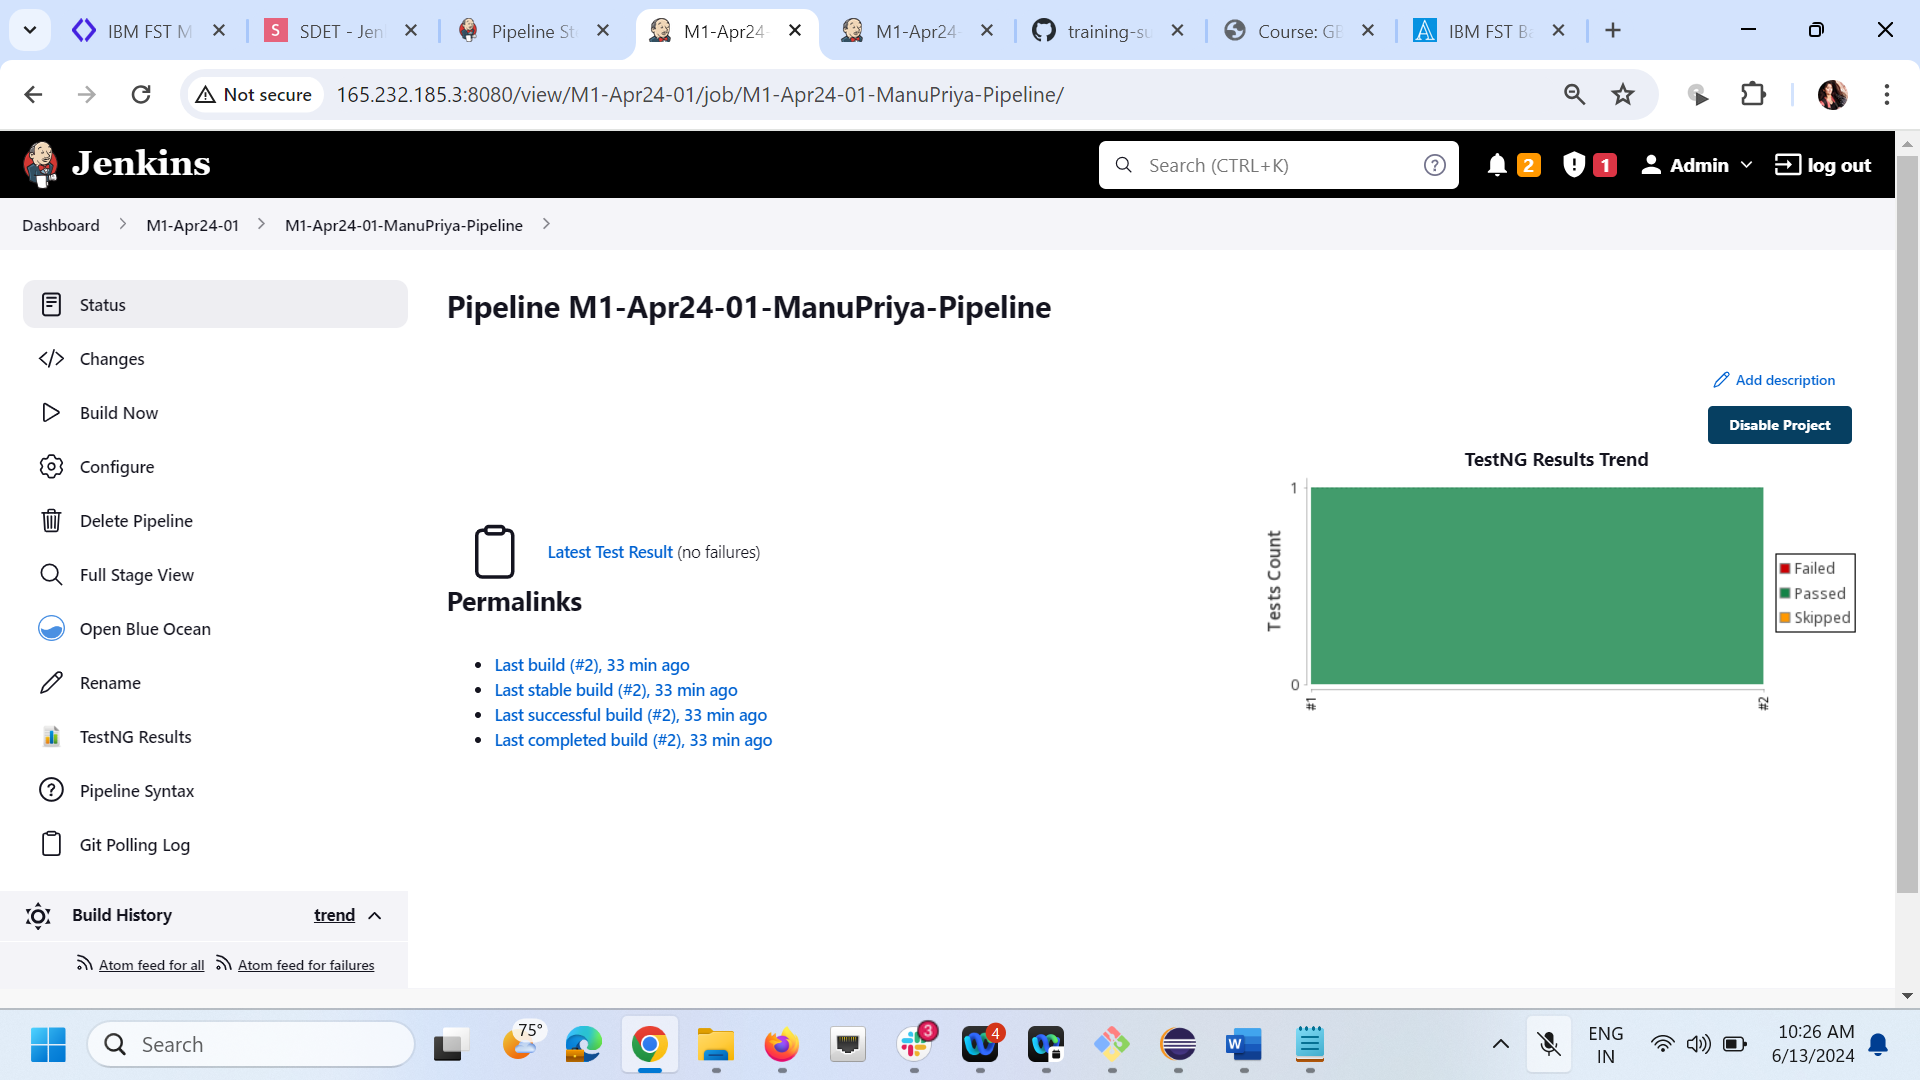 IBM FST M
SDET - Jen
Pipeline St
M1-Apr24-
M1-Apr24-
training-su
Course: GB
IBM FST Ba
Not secure
165.232.185.3:8080/view/M1-Apr24-01/job/M1-Apr24-01-ManuPriya-Pipeline/
Jenkins
Search (CTRL+K)
2
1
Admin
log out
Dashboard
M1-Apr24-01
M1-Apr24-01-ManuPriya-Pipeline
Status
Changes
Build Now
Configure
Delete Pipeline
Full Stage View
Open Blue Ocean
Rename
TestNG Results
Pipeline Syntax
Git Polling Log
Build History
trend
Atom feed for all
Atom feed for failures
Pipeline M1-Apr24-01-ManuPriya-Pipeline
Add description
Disable Project
Latest Test Result (no failures)
Permalinks
Last build (#2), 33 min ago
Last stable build (#2), 33 min ago
Last successful build (#2), 33 min ago
Last completed build (#2), 33 min ago
TestNG Results Trend
Tests Count
1
0
#1
#2
Failed
Passed
Skipped
Search
75°
3
4
ENG
IN
10:26 AM
6/13/2024